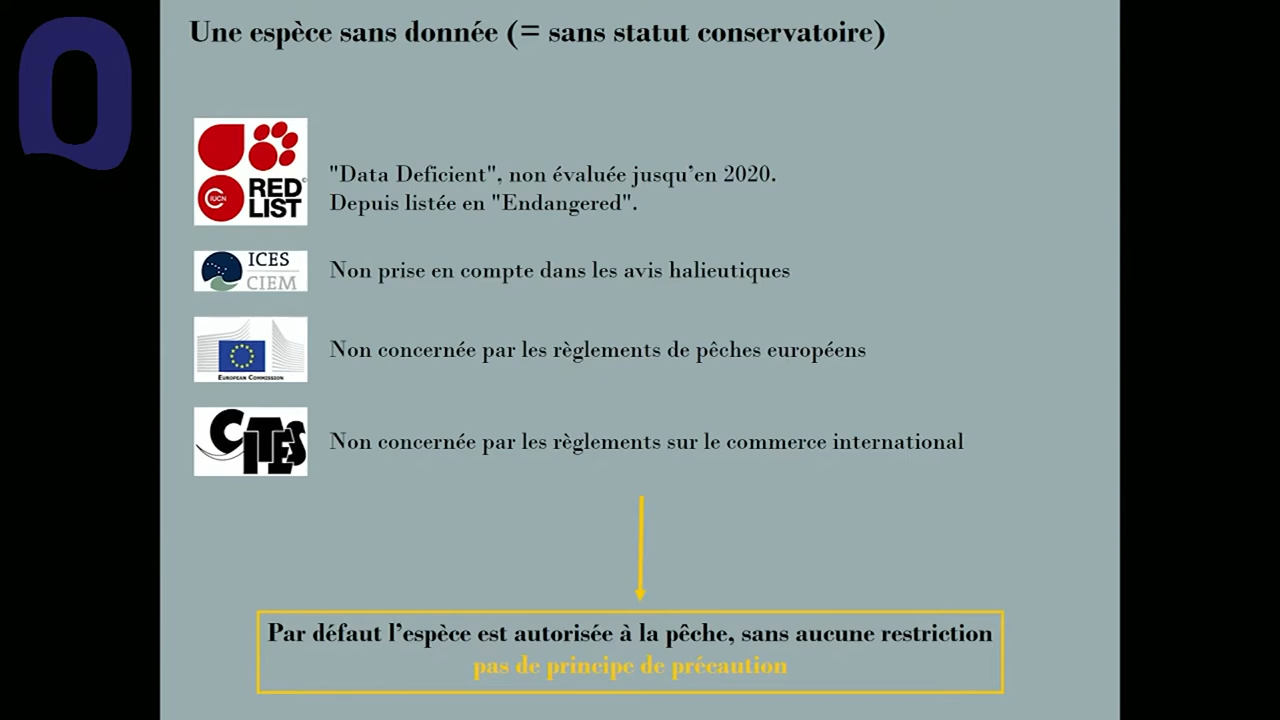 Une espèce sans donnée (= sans statut conservatoire)
IUCN
RED
LIST
"Data Deficient", non évaluée jusqu'en 2020.
Depuis listée en "Endangered".
ICES
CIEM
Non prise en compte dans les avis halieutiques
EUROPEAN COMMISSION
Non concernée par les règlements de pêches européens
CITES
Non concernée par les règlements sur le commerce international
Par défaut l'espèce est autorisée à la pêche, sans aucune restriction
pas de principe de précaution